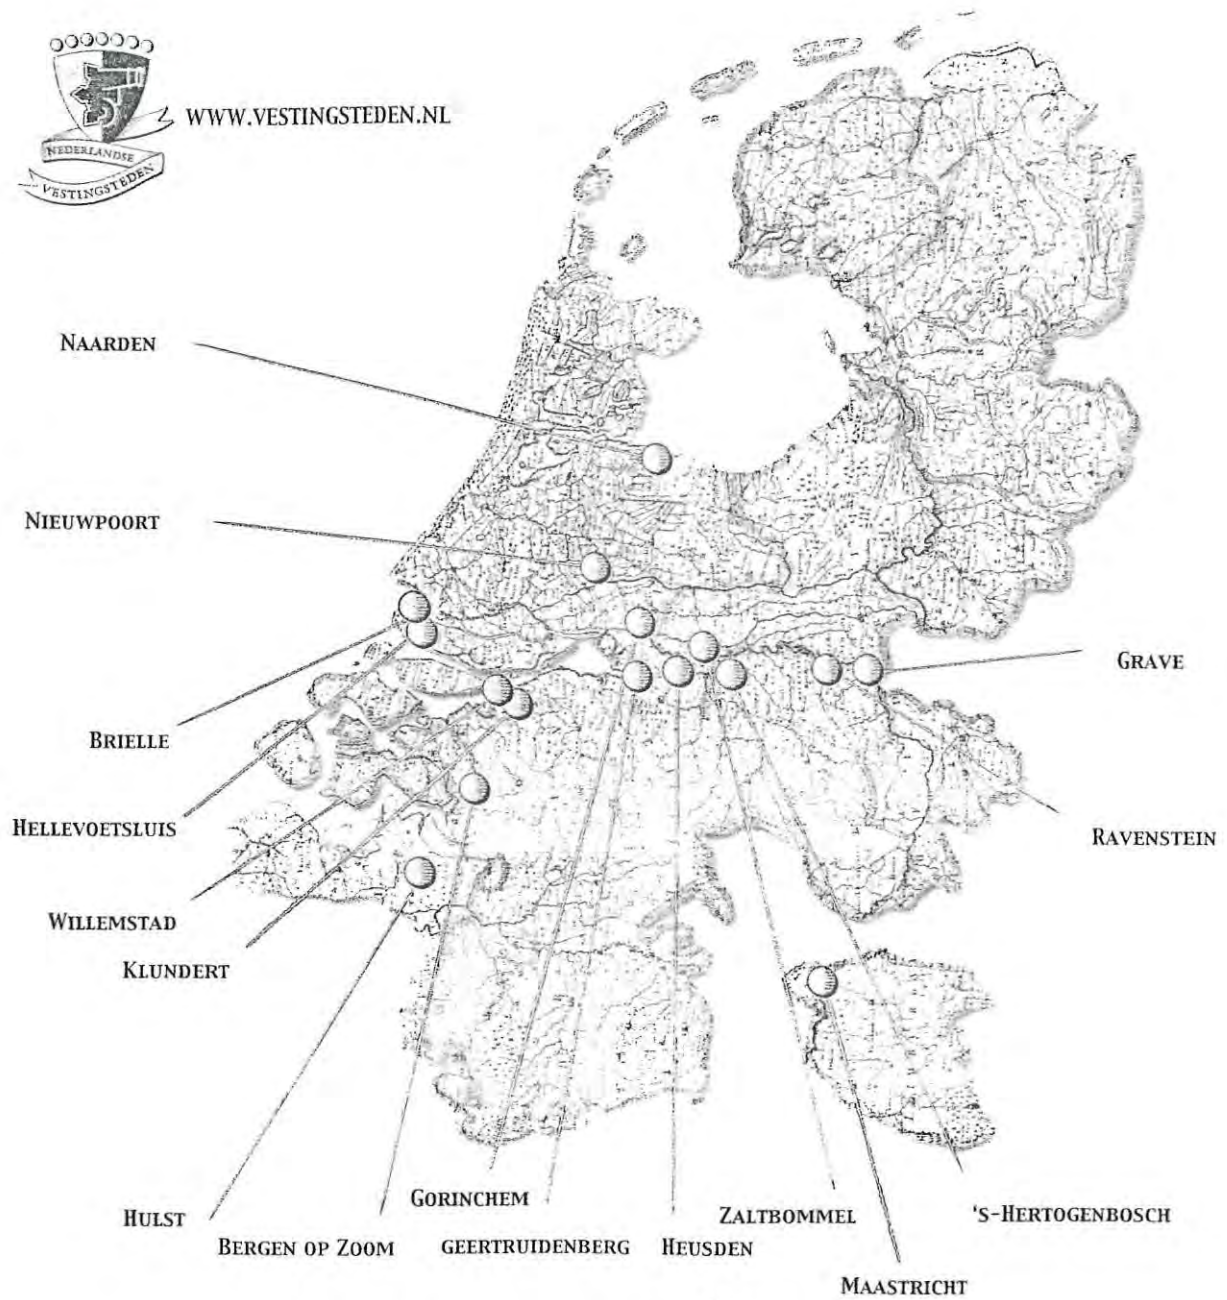 WWW.VESTINGSTEDEN.NL
NEDERLANDSE
VESTINGSTEDEN
NAARDEN
NIEUWPOORT
GRAVE
BRIELLE
HELLEVOETSLUIS
RAVENSTEIN
WILLEMSTAD
KLUNDERT
GORINCHEM
HULST
ZALTBOMMEL
'S-HERTOGENBOSCH
BERGEN OP ZOOM
GEERTRUIDENBERG
HEUSDEN
MAASTRICHT